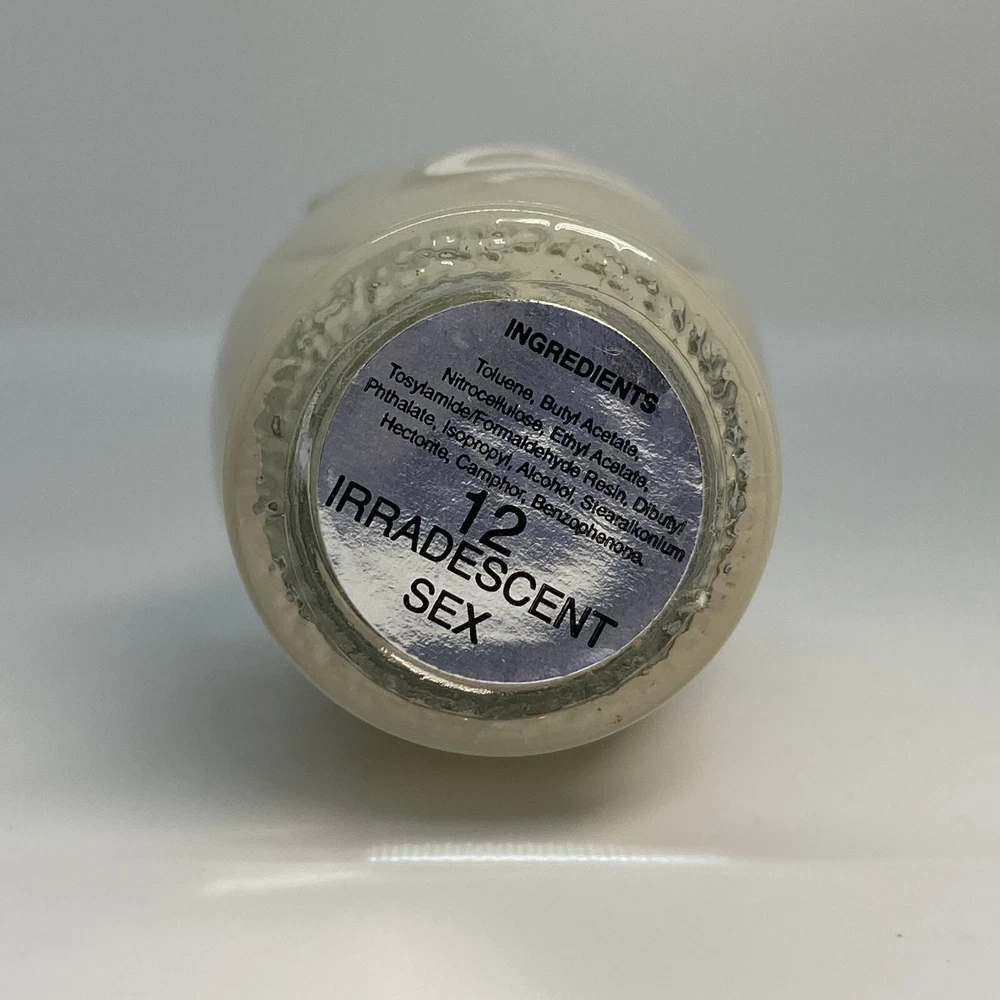 INGREDIENTS
Toluene, Butyl Acetate,
Nitrocellulose, Ethyl Acetate,
Tosylamide/Formaldehyde Resin, Dibutyl
Phthalate, Isopropyl, Alcohol, Stearalkonium
Hectorite, Camphor, Benzophenone.
12
IRRADESCENT
SEX